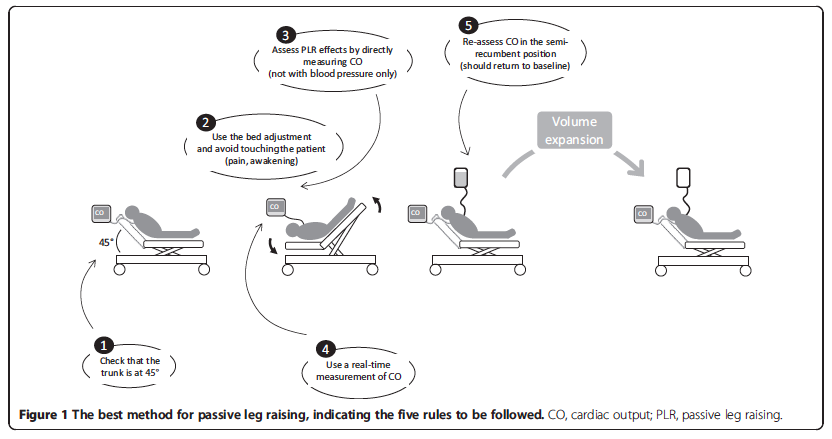 3
Assess PLR effects by directly
measuring CO
(not with blood pressure only)
5
Re-assess CO in the semi-
recumbent position
(should return to baseline)
2
Use the bed adjustment
and avoid touching the patient
(pain, awakening)
Volume
expansion
CO
45°
CO
CO
CO
1
Check that the
trunk is at 45°
4
Use a real-time
measurement of CO
Figure 1 The best method for passive leg raising, indicating the five rules to be followed. CO, cardiac output; PLR, passive leg raising.